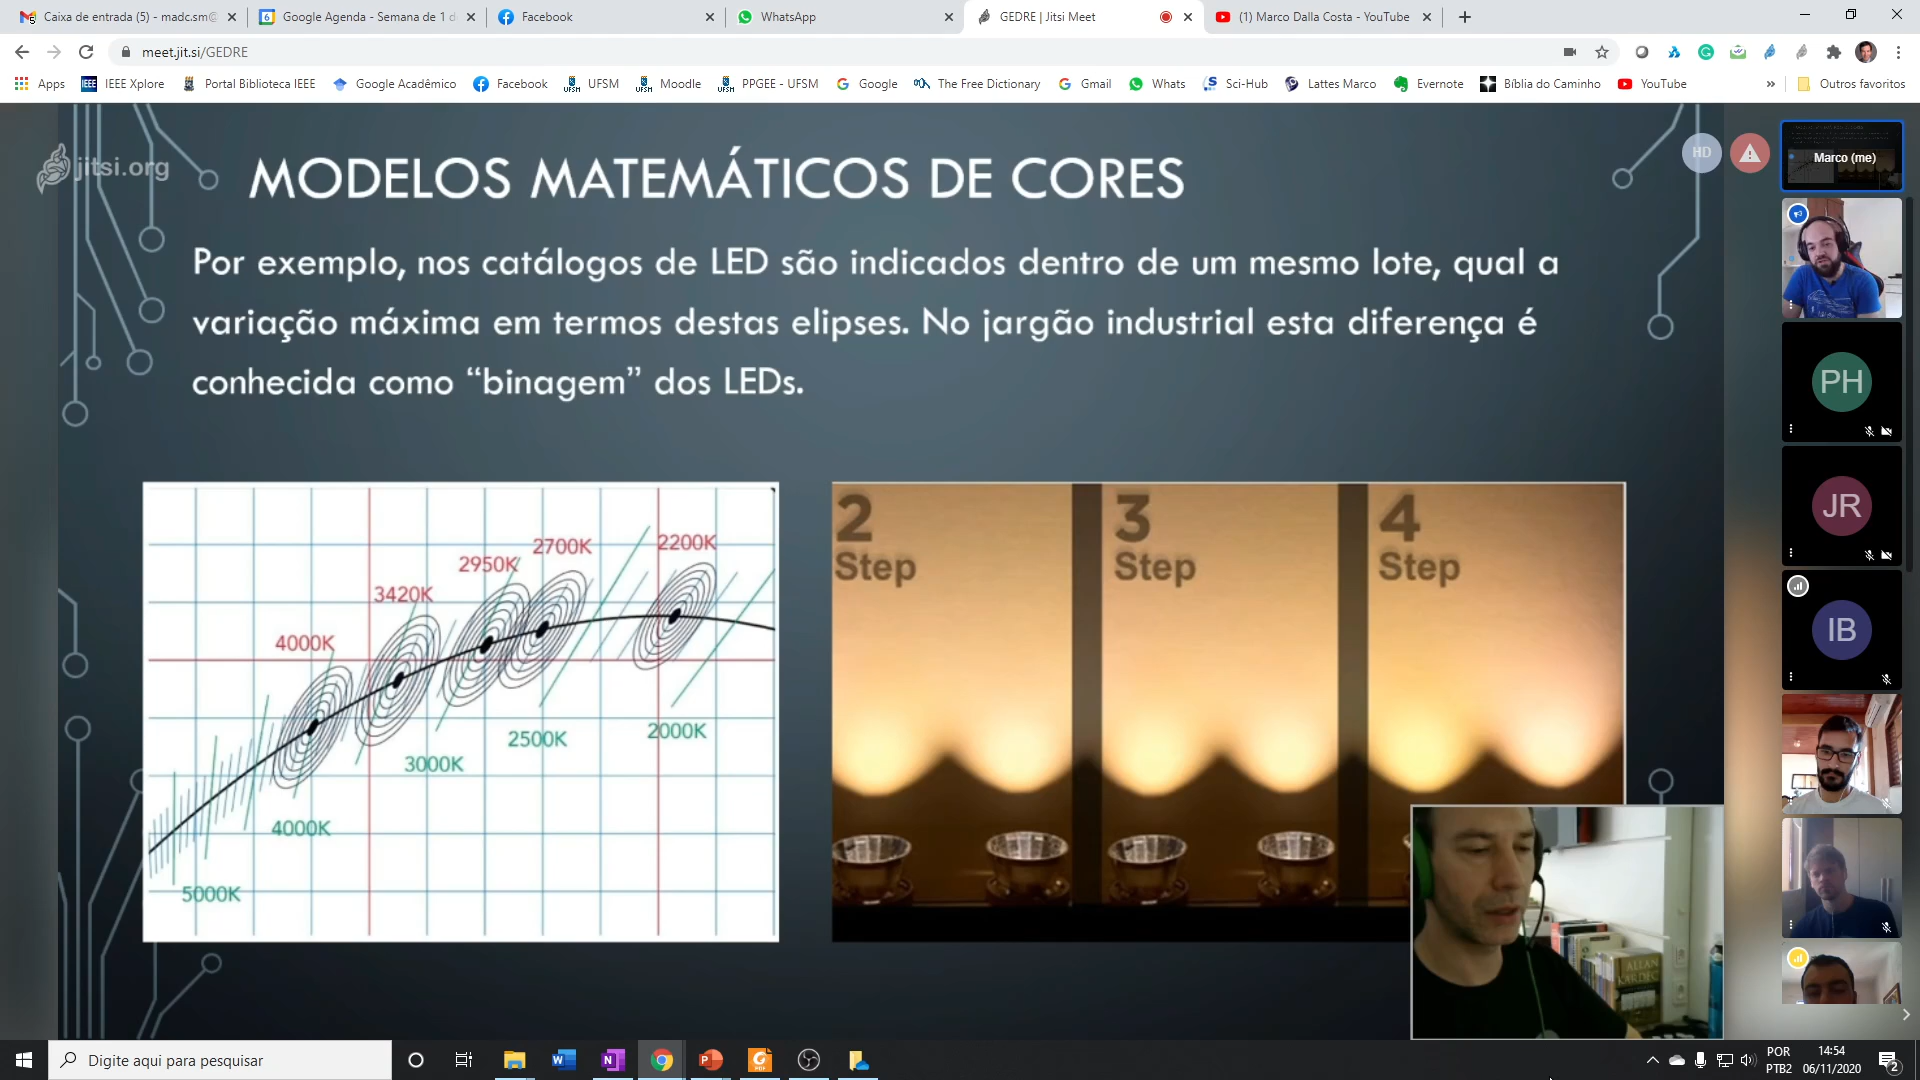 Caixa de entrada (5) - madc.sm@
Google Agenda - Semana de 1 d
Facebook
WhatsApp
GEDRE | Jitsi Meet
(1) Marco Dalla Costa - YouTube
meet.jit.si/GEDRE
Apps
IEEE Xplore
Portal Biblioteca IEEE
Google Acadêmico
Facebook
UFSM
Moodle
PPGEE - UFSM
Google
The Free Dictionary
Gmail
Whats
Sci-Hub
Lattes Marco
Evernote
Bíblia do Caminho
YouTube
»
Outros favoritos
jitsi.org
MODELOS MATEMÁTICOS DE CORES
HD
Marco (me)
Por exemplo, nos catálogos de LED são indicados dentro de um mesmo lote, qual a
variação máxima em termos destas elipses. No jargão industrial esta diferença é
conhecida como “binagem” dos LEDs.
PH
JR
IB
2200K
2700K
2950K
3420K
4000K
2000K
2500K
3000K
4000K
5000K
2
Step
3
Step
4
Step
ALLAN
KARDEC
Digite aqui para pesquisar
POR
PTB2
14:54
06/11/2020
2